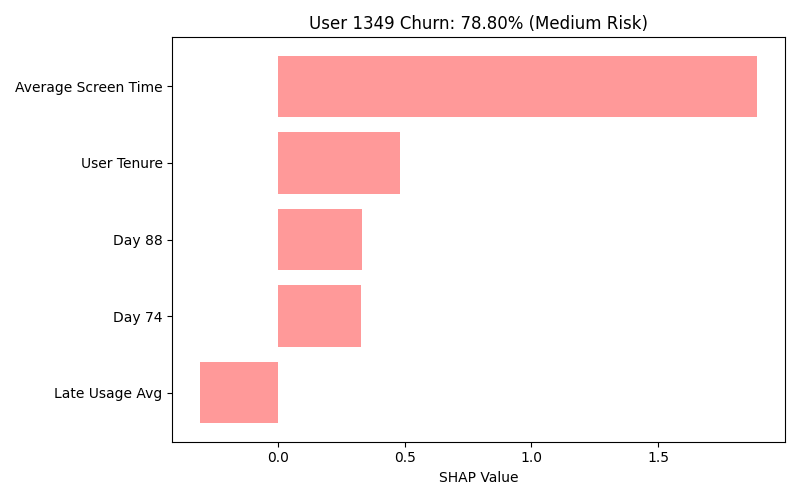 User 1349 Churn: 78.80% (Medium Risk)
Average Screen Time
User Tenure
Day 88
Day 74
Late Usage Avg
0.0 0.5 1.0 1.5
SHAP Value